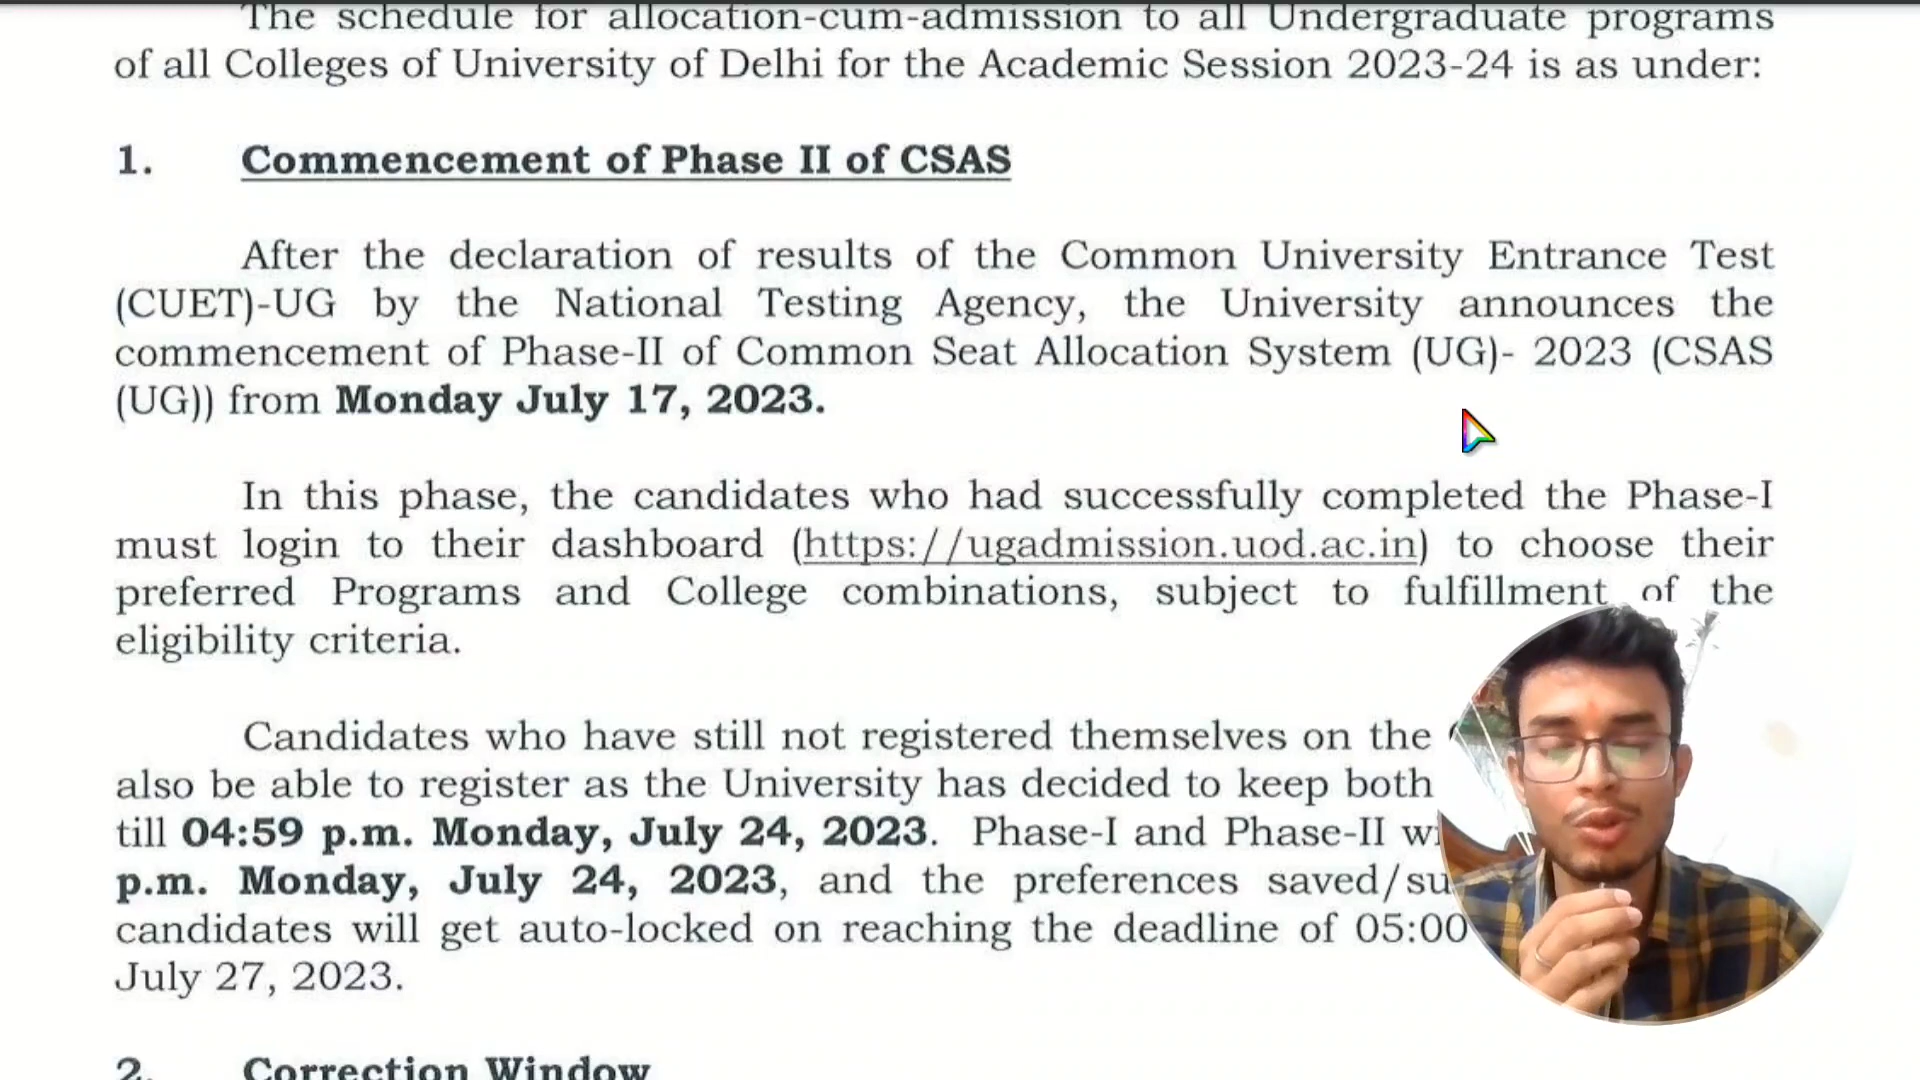 The schedule for allocation-cum-admission to all Undergraduate programs
of all Colleges of University of Delhi for the Academic Session 2023-24 is as under:
1. Commencement of Phase II of CSAS
After the declaration of results of the Common University Entrance Test
(CUET)-UG by the National Testing Agency, the University announces the
commencement of Phase-II of Common Seat Allocation System (UG)- 2023 (CSAS
(UG)) from Monday July 17, 2023.
In this phase, the candidates who had successfully completed the Phase-I
must login to their dashboard (https://ugadmission.uod.ac.in) to choose their
preferred Programs and College combinations, subject to fulfillment of the
eligibility criteria.
Candidates who have still not registered themselves on the
also be able to register as the University has decided to keep both
till 04:59 p.m. Monday, July 24, 2023. Phase-I and Phase-II
p.m. Monday, July 24, 2023, and the preferences saved/su
candidates will get auto-locked on reaching the deadline of 05:00
July 27, 2023.
2. Correction Window